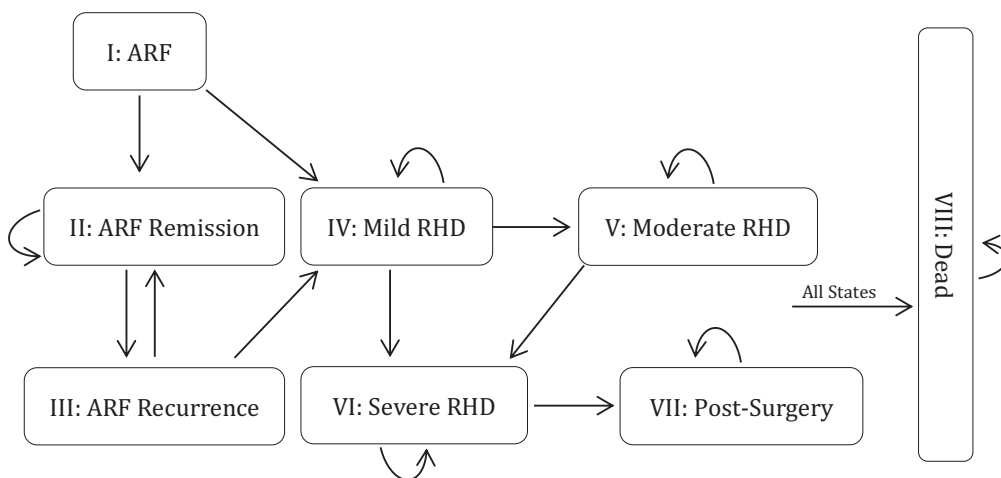 I: ARF
II: ARF Remission
IV: Mild RHD
V: Moderate RHD
All States
VIII: Dead
III: ARF Recurrence
VI: Severe RHD
VII: Post-Surgery